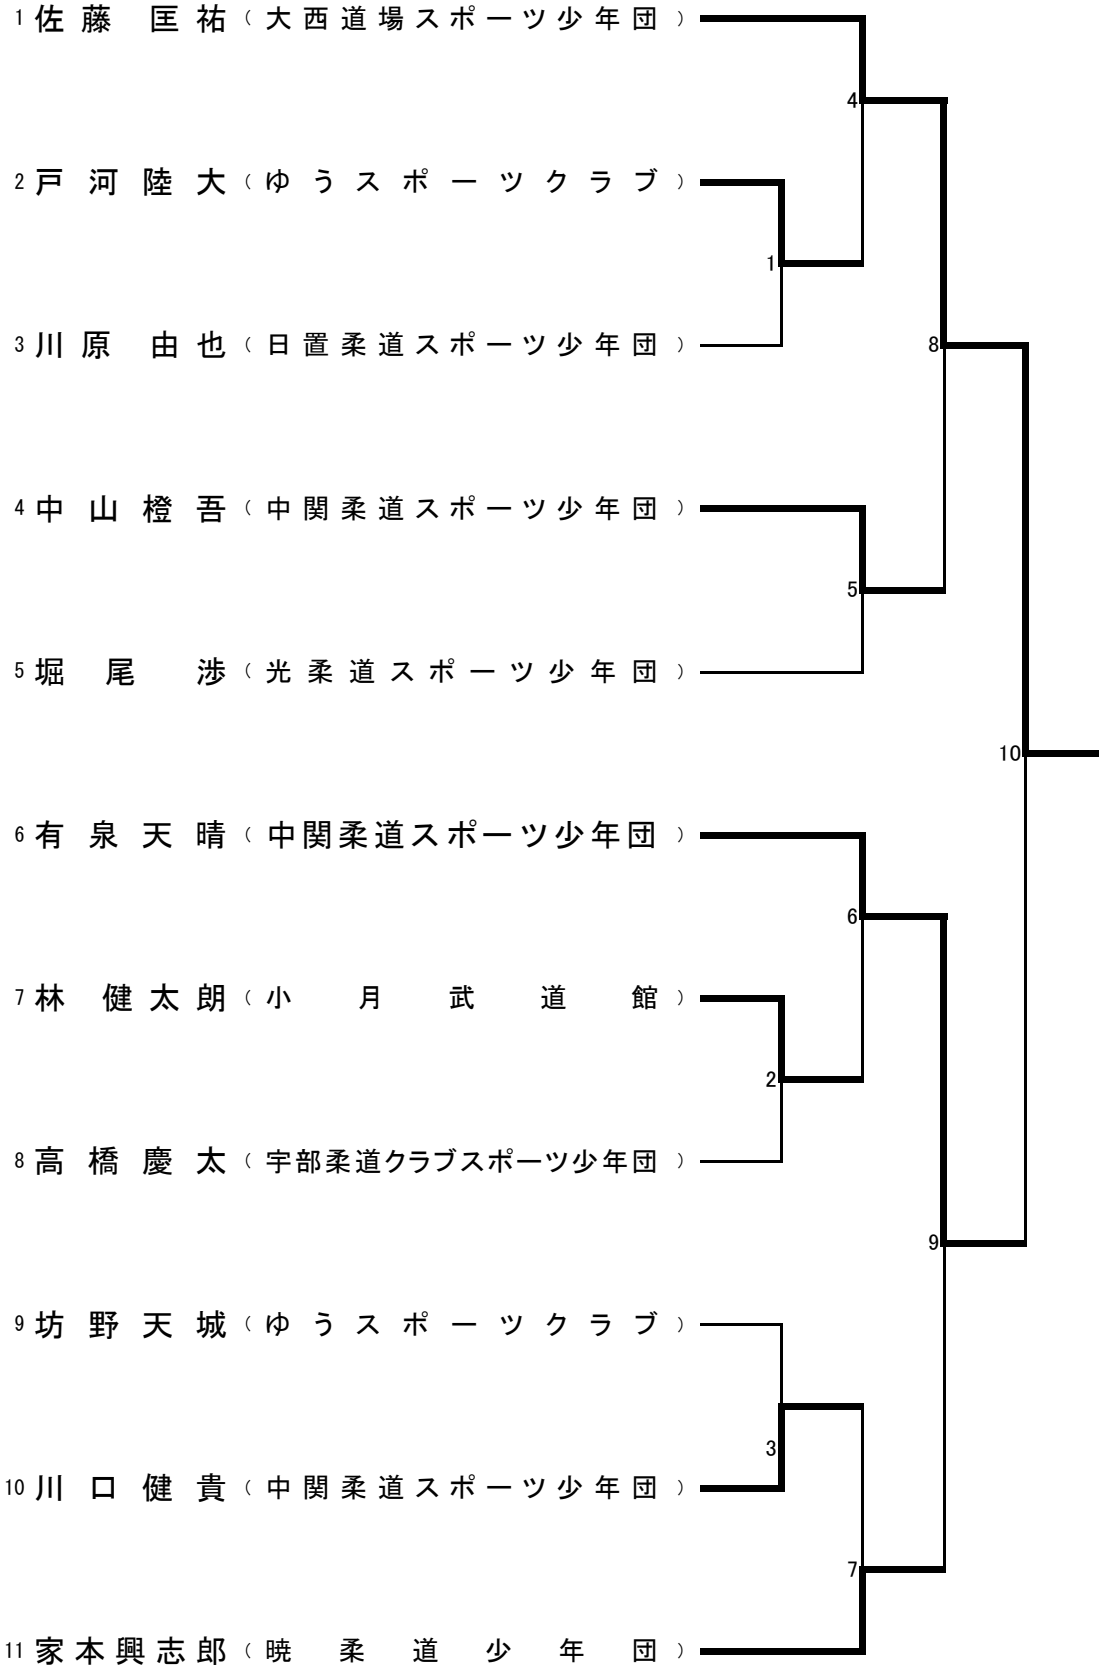 1 佐藤 匡祐 （大西道場スポーツ少年団）
4
2 戸河陸大 （ゆうスポーツクラブ）
1
3 川原 由也 （日置柔道スポーツ少年団）
8
4 中山橙吾 （中関柔道スポーツ少年団）
5
5 堀尾 渉 （光柔道スポーツ少年団）
10
6 有泉天晴 （中関柔道スポーツ少年団）
6
7 林 健太朗 （小月武道館）
2
8 高橋慶太 （宇部柔道クラブスポーツ少年団）
9
9 坊野天城 （ゆうスポーツクラブ）
3
10 川口健貴 （中関柔道スポーツ少年団）
7
11 家本興志郎 （暁柔道少年団）